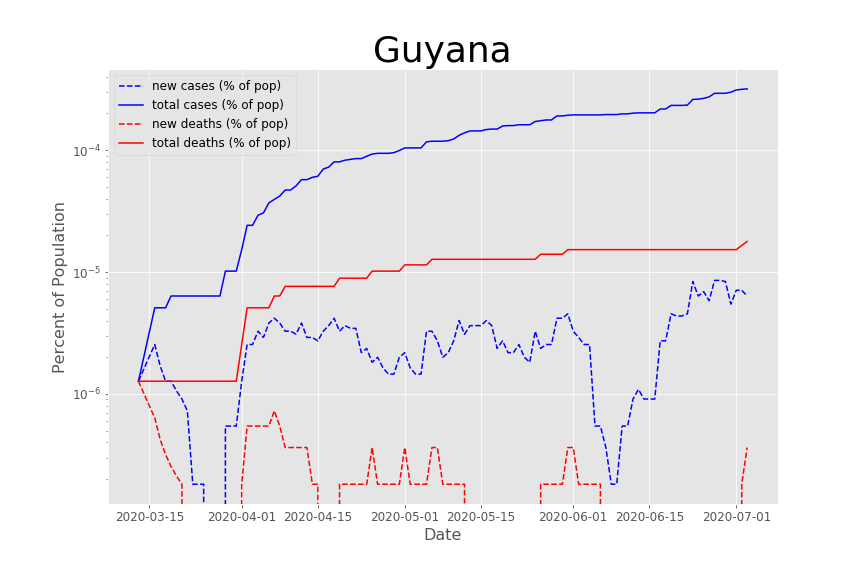 Guyana
new cases (% of pop)
total cases (% of pop)
new deaths (% of pop)
total deaths (% of pop)
Percent of Population
10⁻⁴
10⁻⁵
10⁻⁶
2020-03-15 2020-04-01 2020-04-15 2020-05-01 2020-05-15 2020-06-01 2020-06-15 2020-07-01
Date